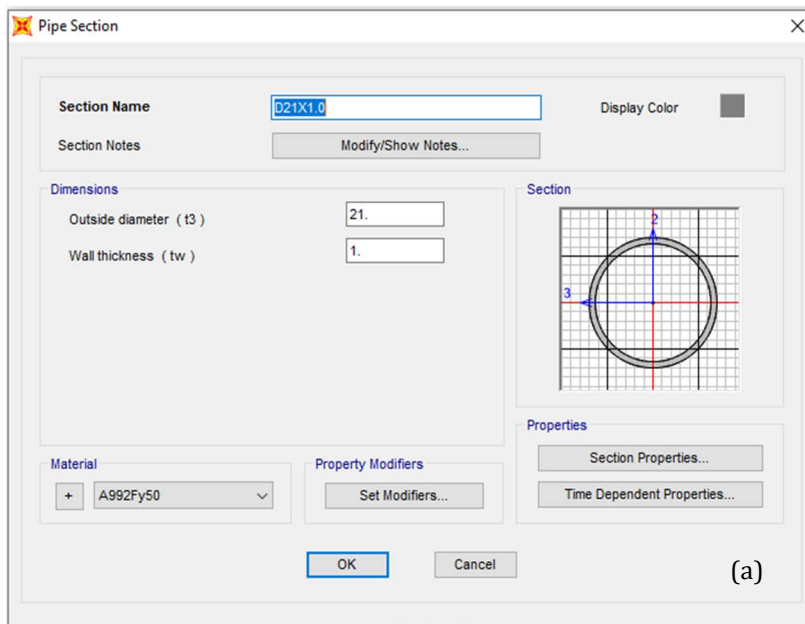 Pipe Section
Section Name
D21X1.0
Display Color
Section Notes
Modify/Show Notes...
Dimensions
Outside diameter ( t3 )
21.
Wall thickness ( tw )
1.
Section
2
3
Properties
Section Properties...
Time Dependent Properties...
Material
+
A992Fy50
Property Modifiers
Set Modifiers...
OK
Cancel
(a)